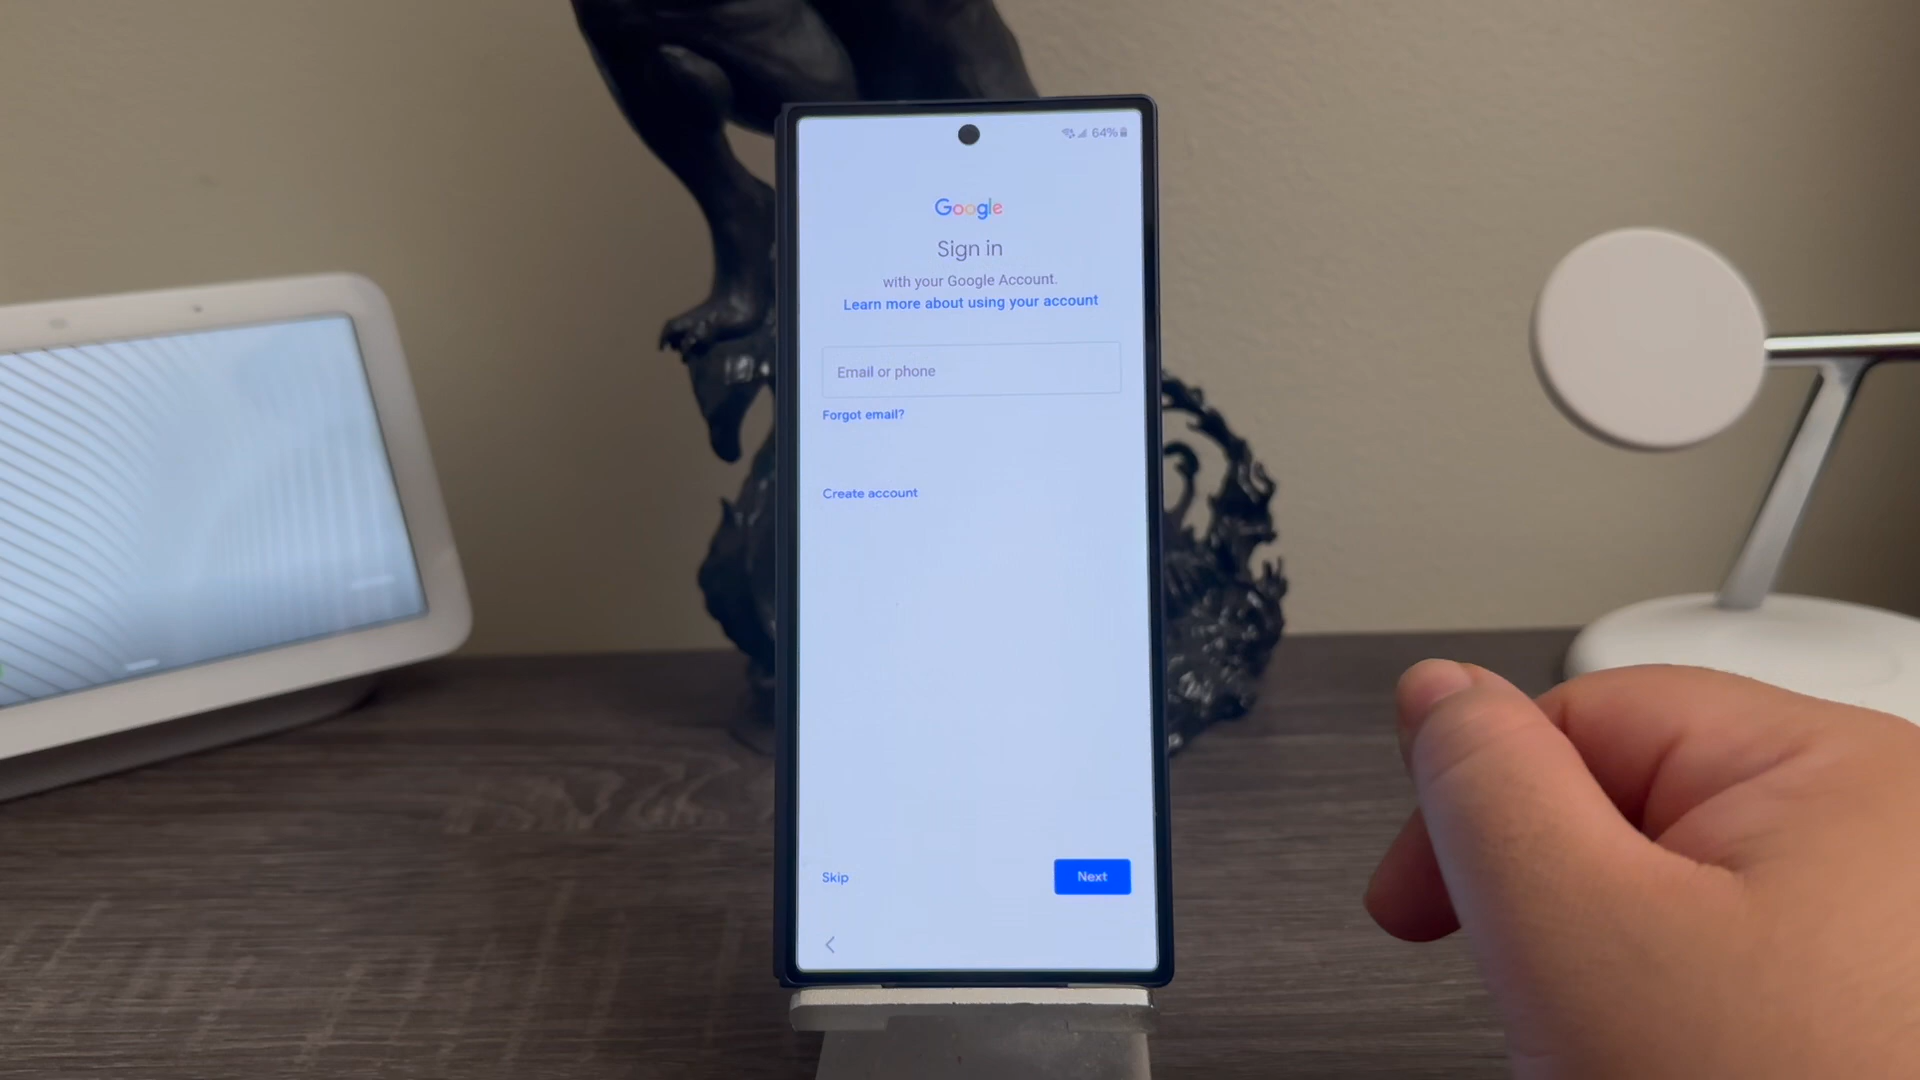 64%
Google
Sign in
with your Google Account.
Learn more about using your account
Email or phone
Forgot email?
Create account
Skip
Next